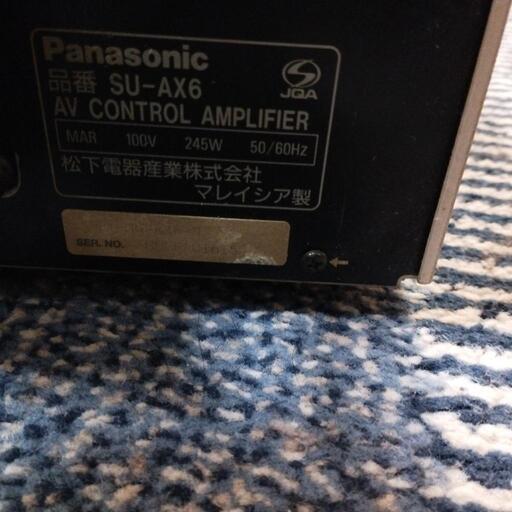 Panasonic
品番 SU-AX6
JQA
AV CONTROL AMPLIFIER
MAR 100V 245W 50/60Hz
松下電器産業株式会社
マレイシア製
SER. NO.